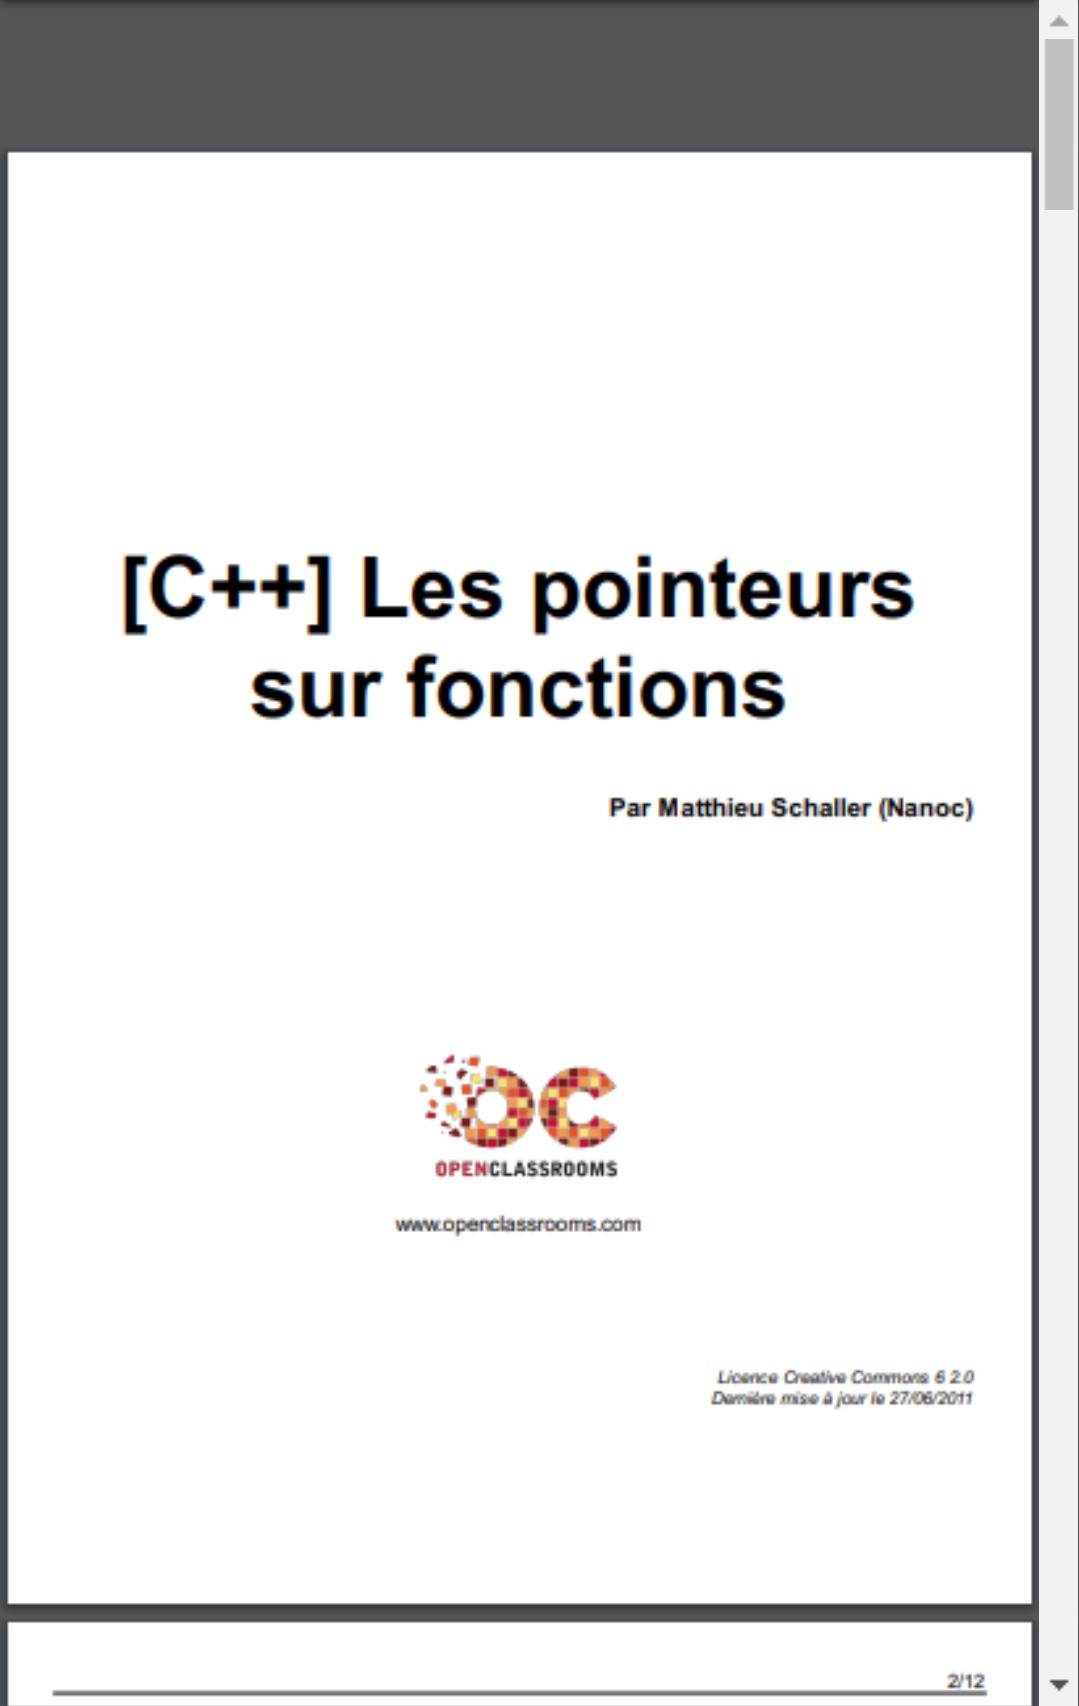 [C++] Les pointeurs
sur fonctions
Par Matthieu Schaller (Nanoc)
OPENCLASSROOMS
www.openclassrooms.com
Licence Creative Commons 6 2.0
Dernière mise à jour le 27/06/2011
2/12